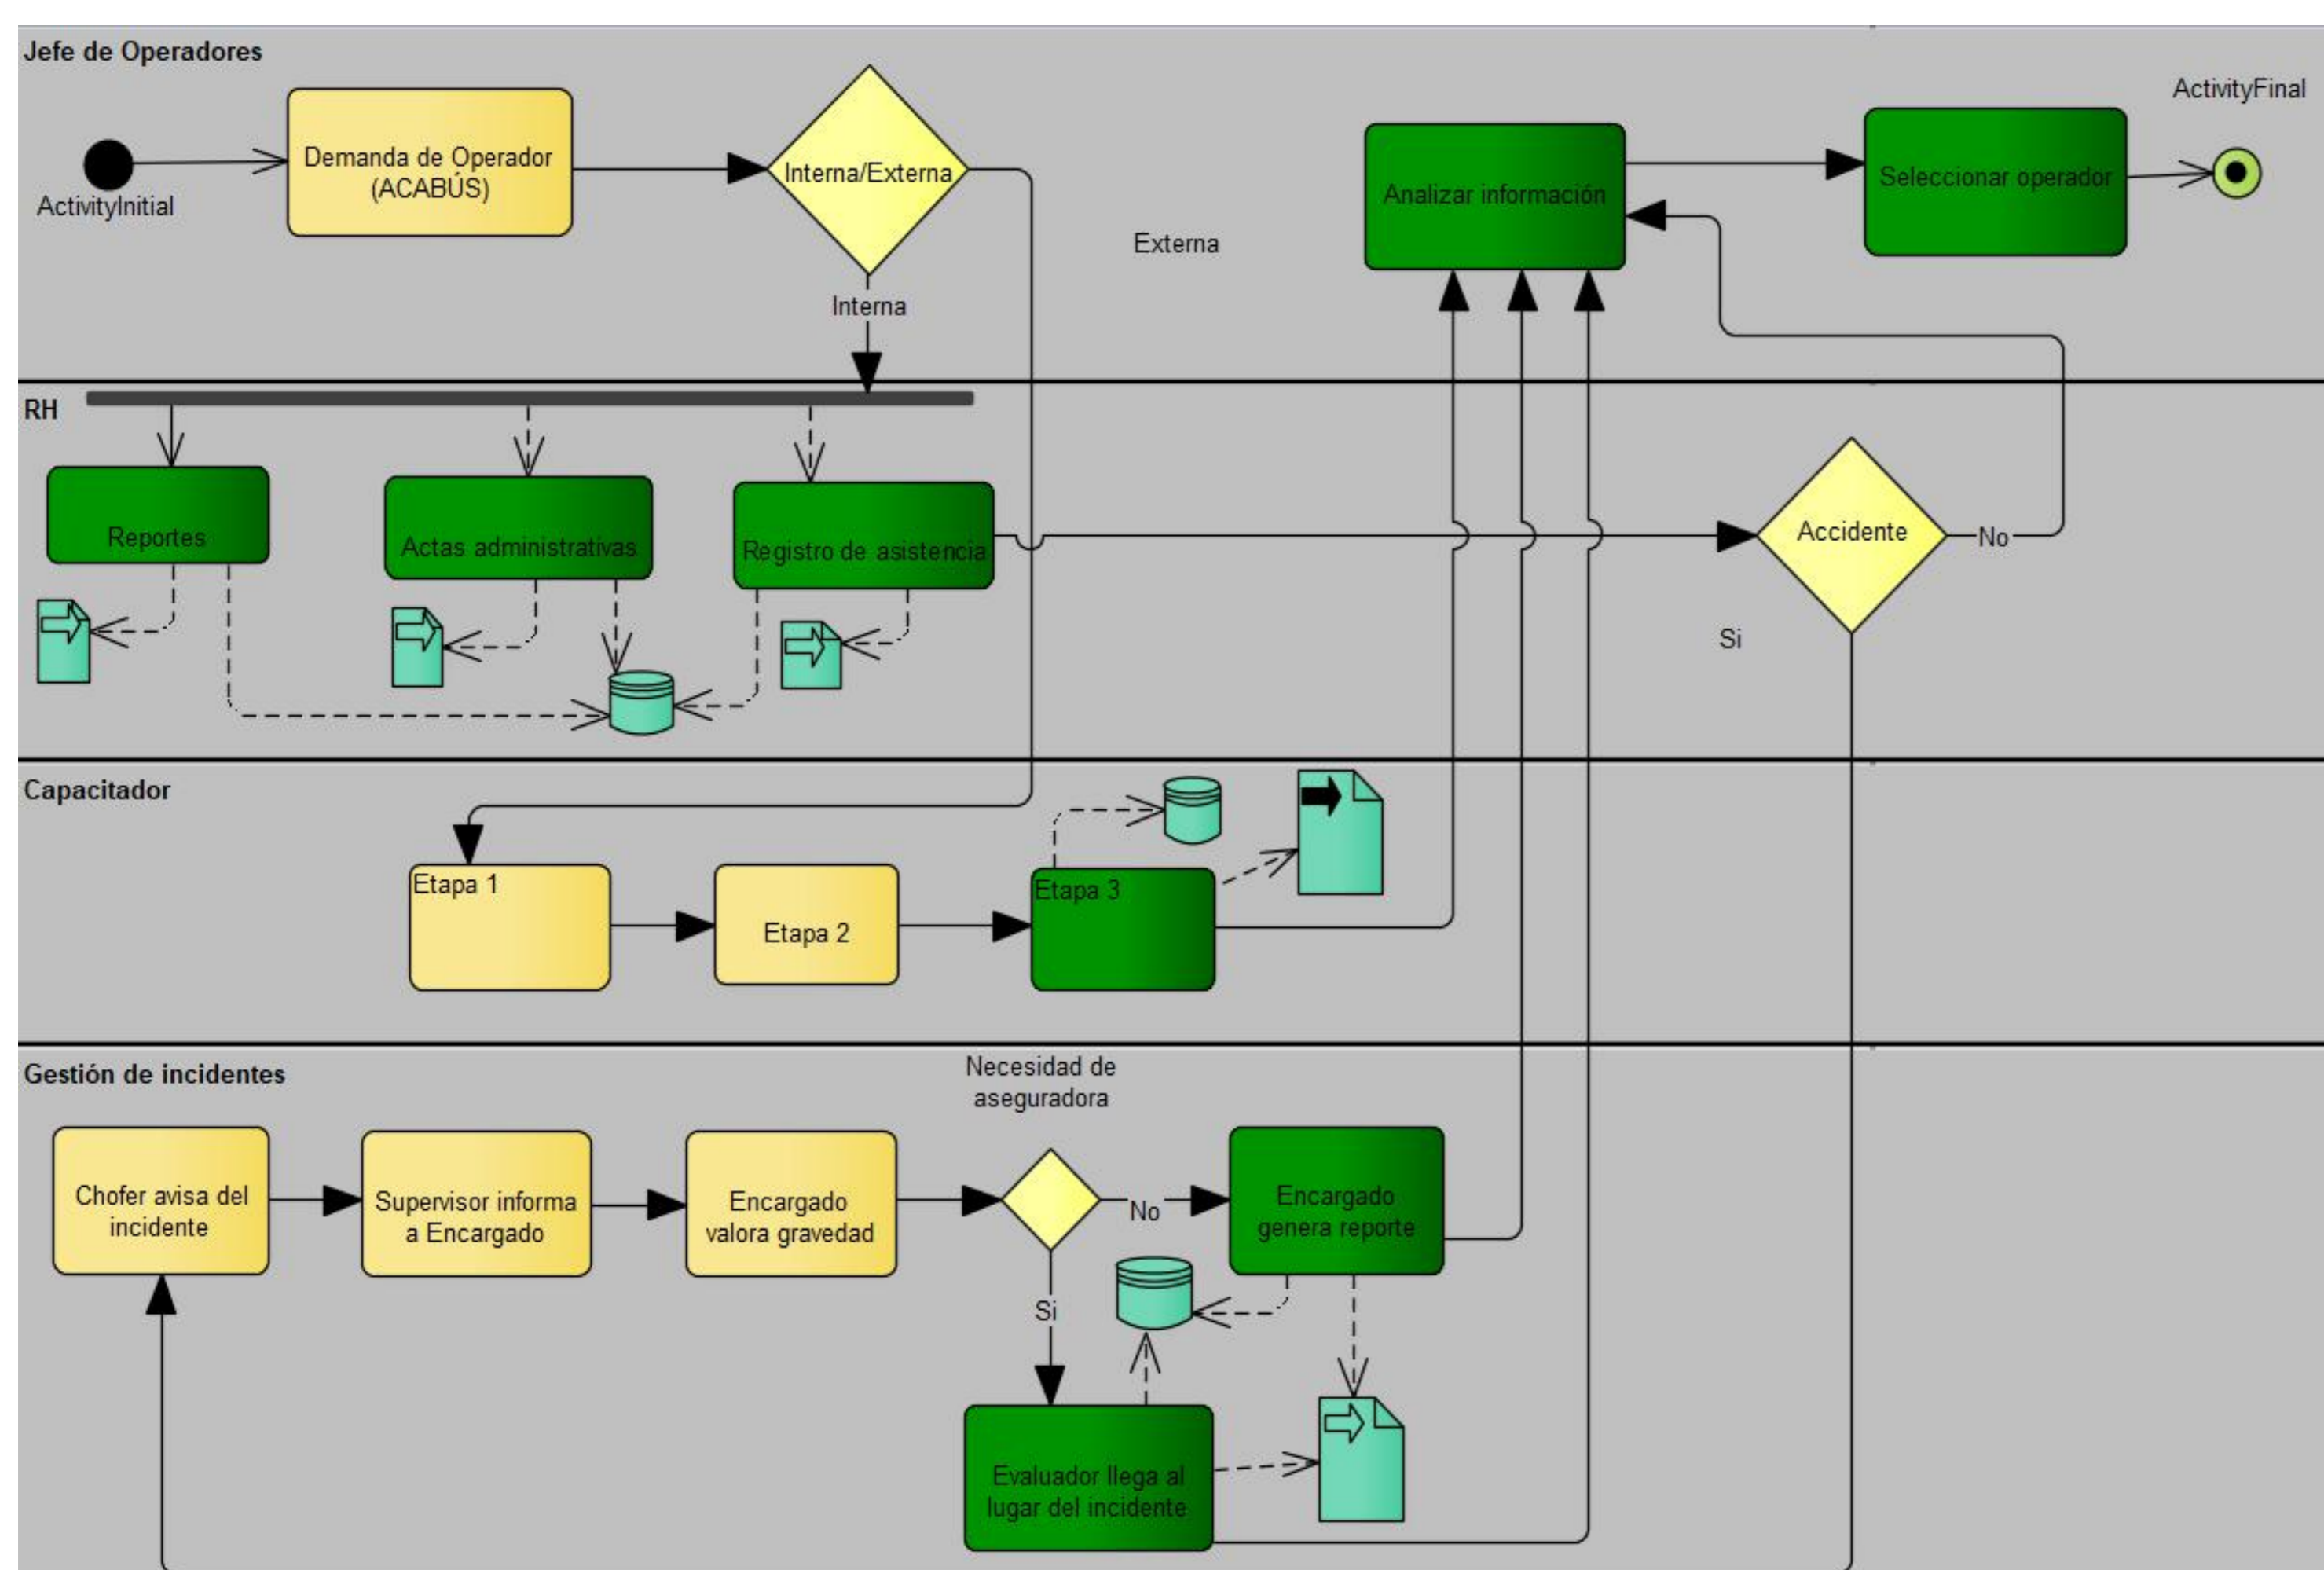 Jefe de Operadores
ActivityInitial
Demanda de Operador
(ACABÚS)
Interna/Externa
Interna
Externa
Analizar información
Seleccionar operador
ActivityFinal
RH
Reportes
Actas administrativas
Registro de asistencia
Accidente
No
Si
Capacitador
Etapa 1
Etapa 2
Etapa 3
Gestión de incidentes
Chofer avisa del
incidente
Supervisor informa
a Encargado
Encargado
valora gravedad
Necesidad de
aseguradora
No
Si
Encargado
genera reporte
Evaluador llega al
lugar del incidente